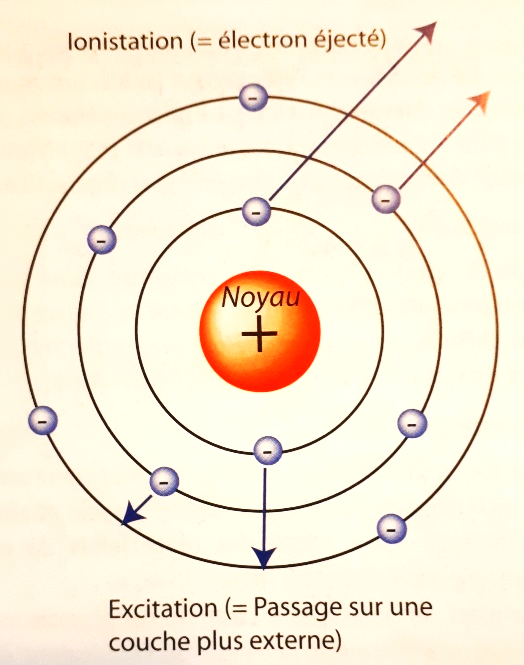 Ionistation (= électron éjecté)
-
-
-
-
Noyau
+
-
-
-
-
-
Excitation (= Passage sur une
couche plus externe)